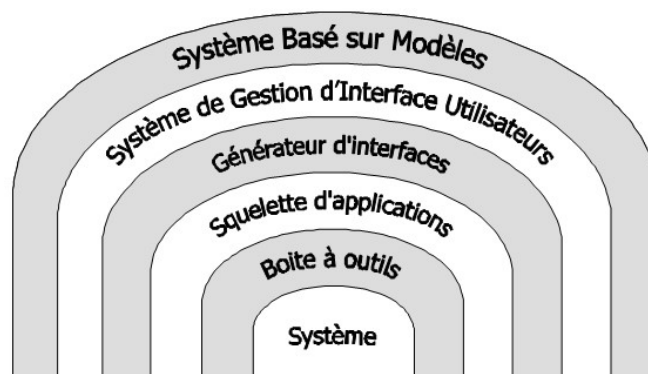 Système Basé sur Modèles
Système de Gestion d'Interface Utilisateurs
Générateur d'interfaces
Squelette d'applications
Boite à outils
Système